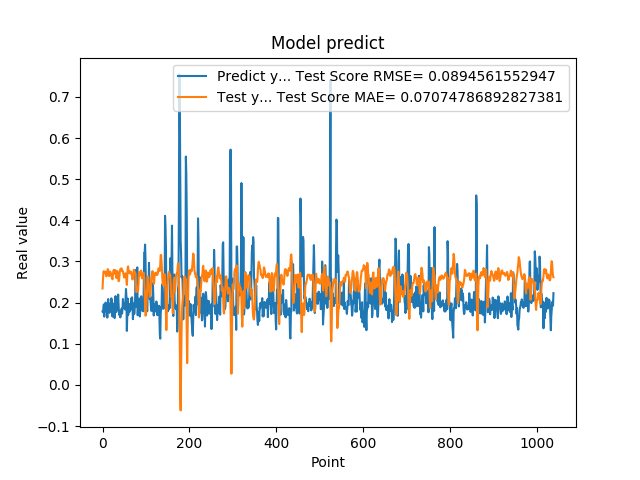 Model predict
Predict y... Test Score RMSE= 0.0894561552947
Test y... Test Score MAE= 0.07074786892827381
Real value
0.7
0.6
0.5
0.4
0.3
0.2
0.1
0.0
−0.1
0 200 400 600 800 1000
Point